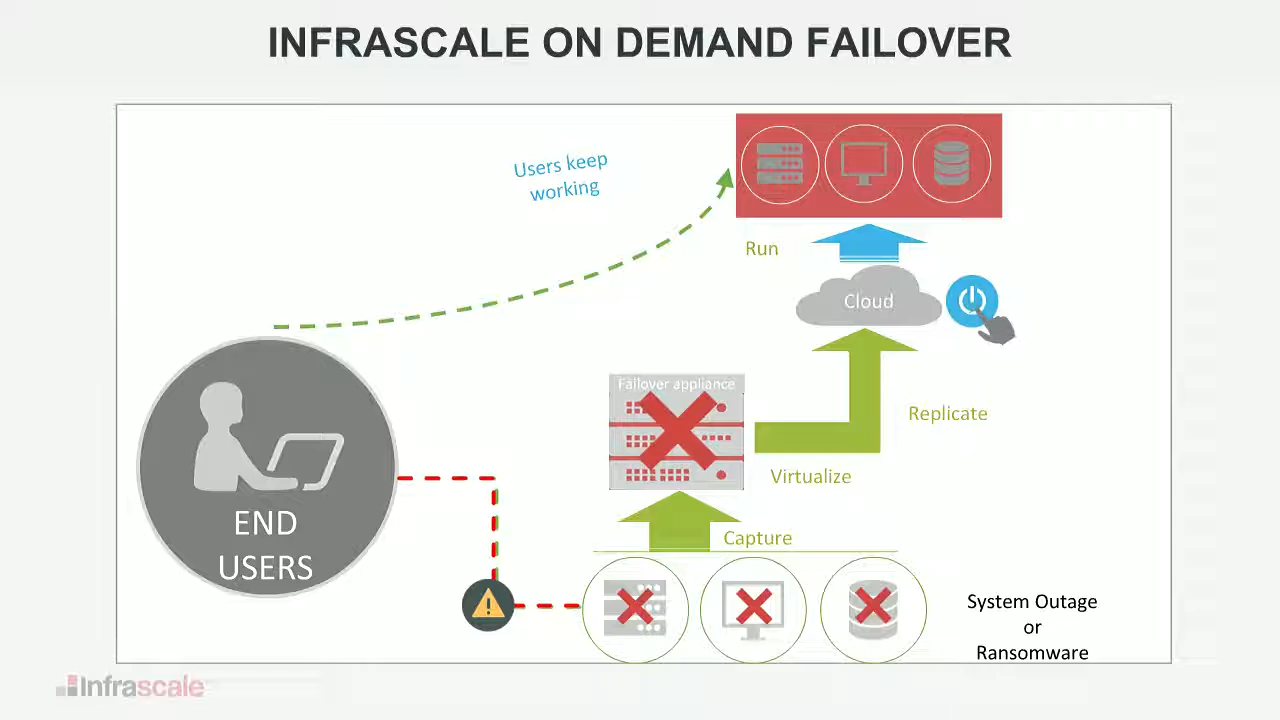 INFRASCALE ON DEMAND FAILOVER
Users keep
working
Run
Cloud
Failover appliance
Replicate
Virtualize
Capture
END
USERS
System Outage
or
Ransomware
Infrascale